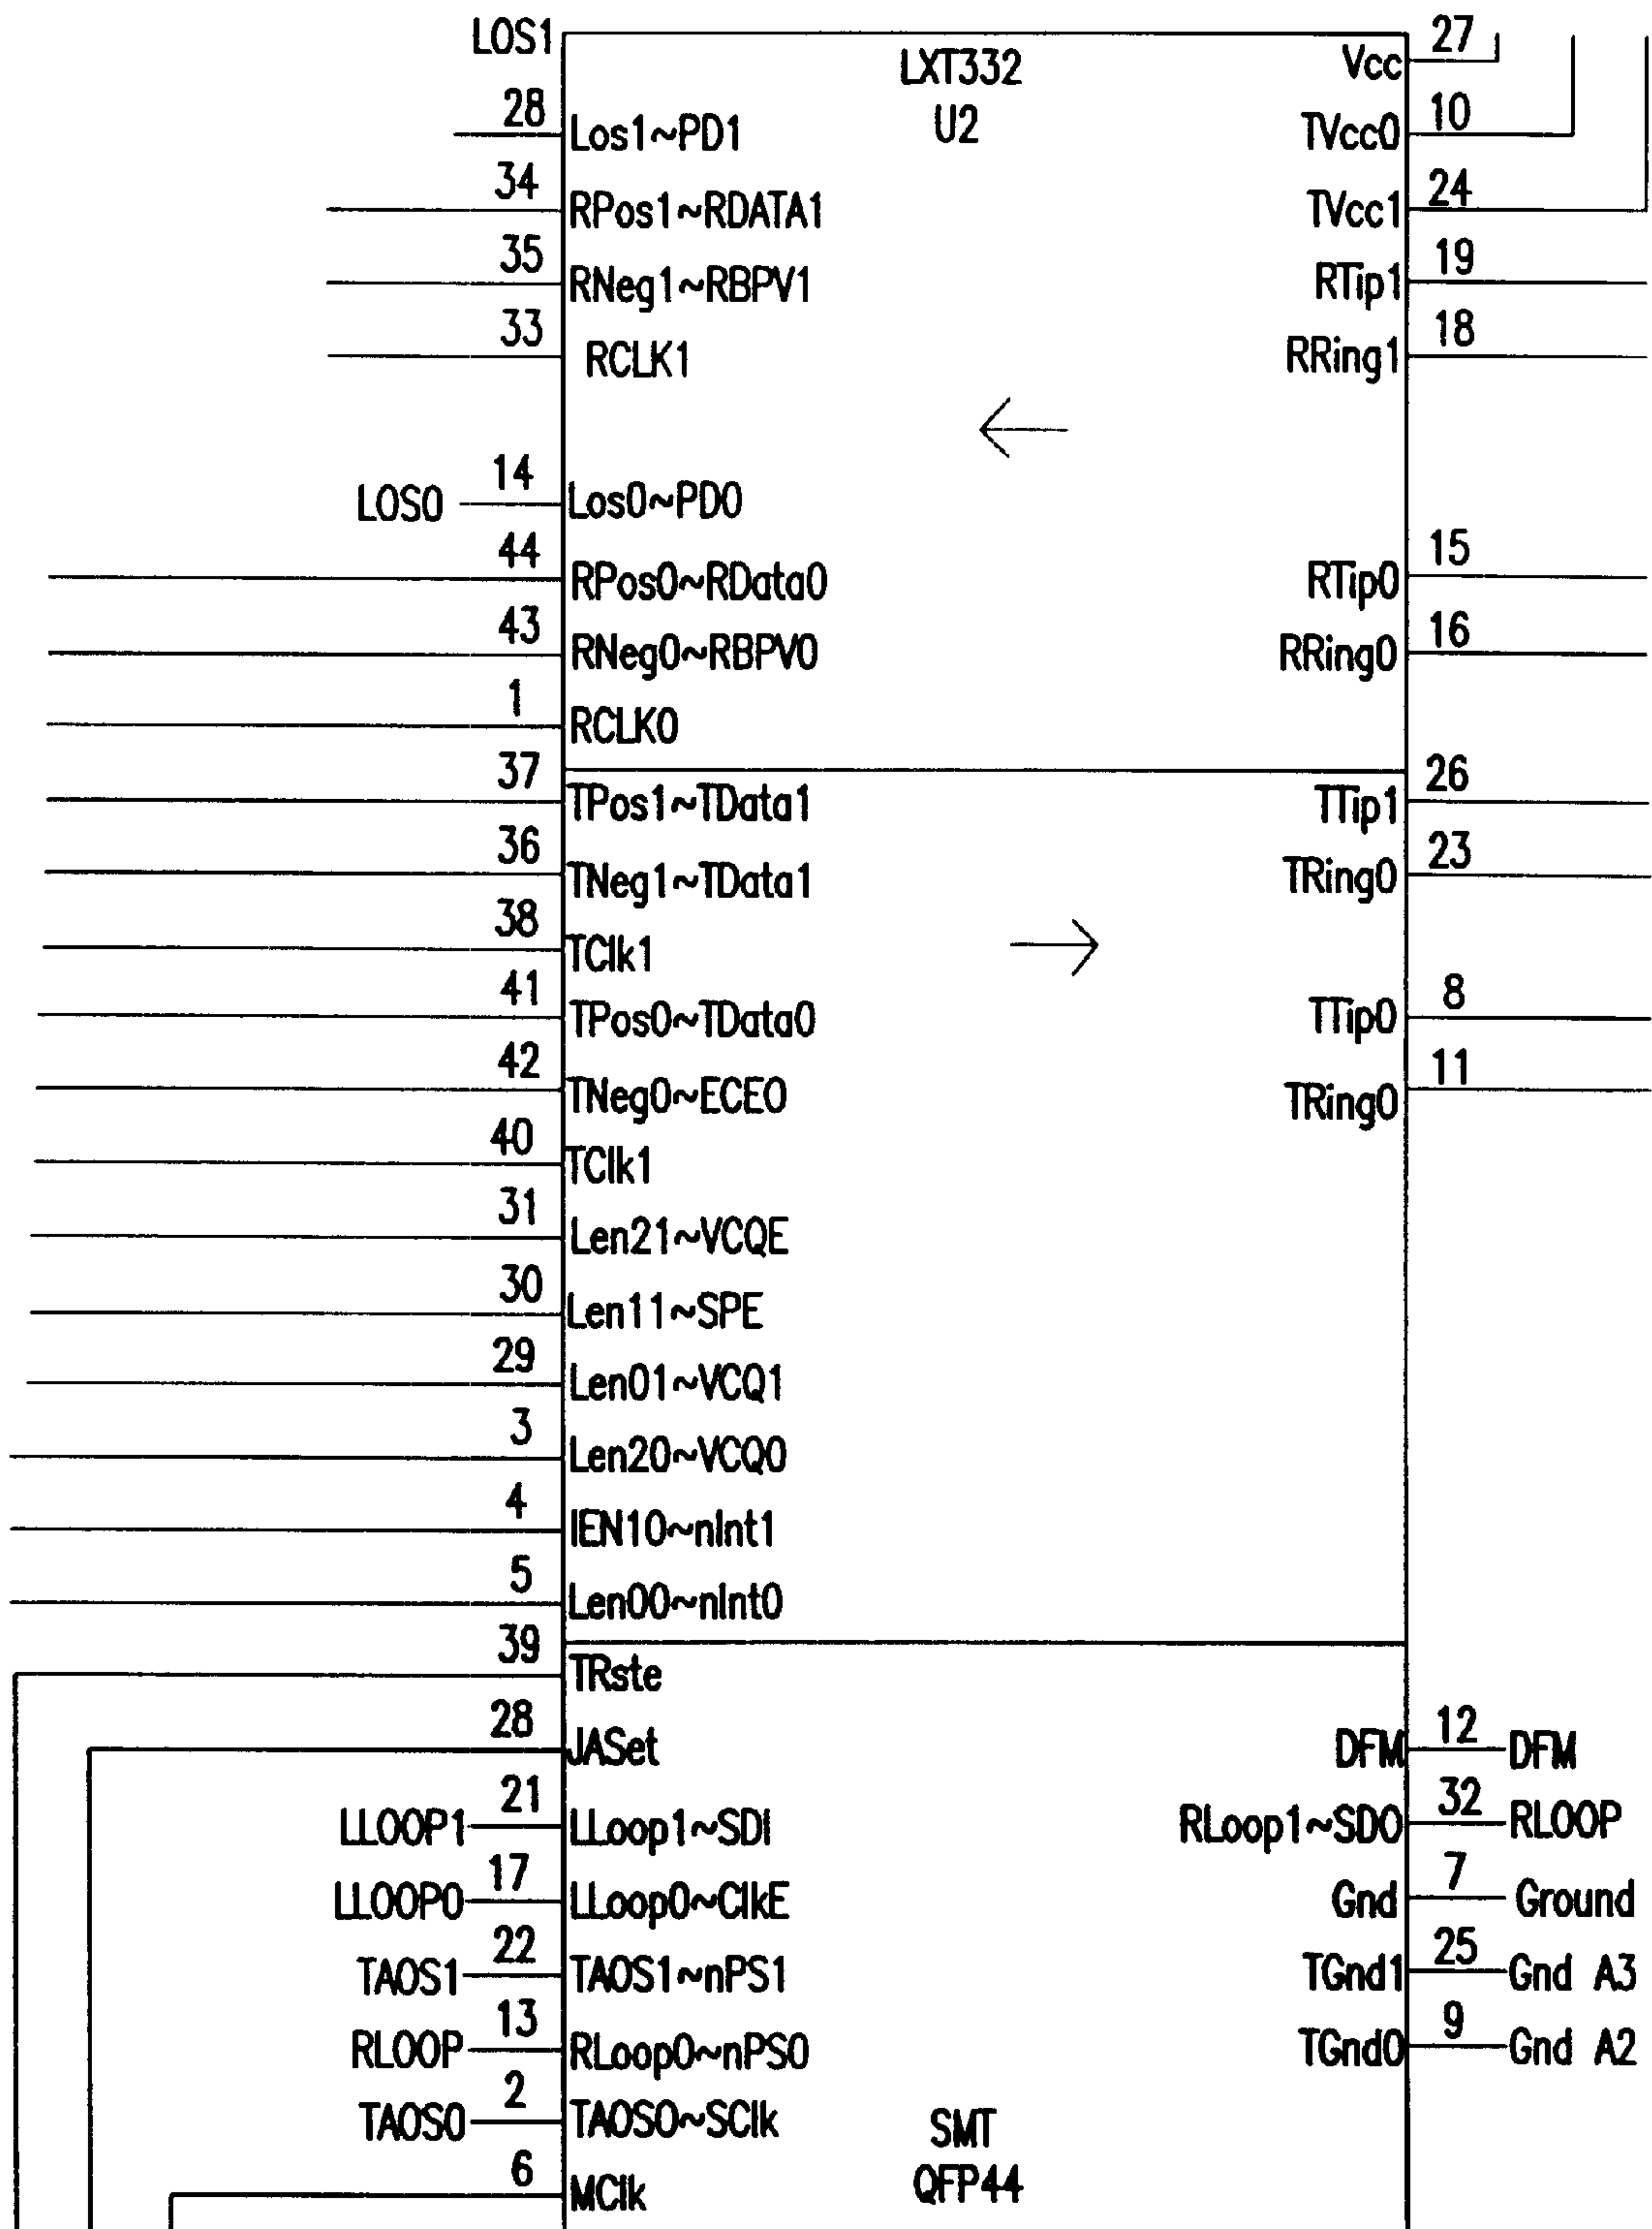 LOS1 LXT332 Vcc 27
U2
28 Los1~PD1 TVcc0 10
34 RPos1~RDATA1 TVcc1 24
35 RNeg1~RBPV1 RTip1 19
33 RCLK1 RRing1 18
LOS0 14 Los0~PD0
44 RPos0~RData0 RTip0 15
43 RNeg0~RBPV0 RRing0 16
1 RCLK0
37 TPos1~TData1 TTip1 26
36 TNeg1~TData1 TRing0 23
38 TClk1
41 TPos0~TData0 TTip0 8
42 TNeg0~ECE0 TRing0 11
40 TClk1
31 Len21~VCQE
30 Len11~SPE
29 Len01~VCQ1
3 Len20~VCQ0
4 lEN10~nInt1
5 Len00~nInt0
39 TRste
28 JASet DFM 12 DFM
LLOOP1 21 LLoop1~SDI RLoop1~SDO 32 RLOOP
LLOOP0 17 LLoop0~ClkE Gnd 7 Ground
TAOS1 22 TAOS1~nPS1 TGnd1 25 Gnd A3
RLOOP 13 RLoop0~nPS0 TGnd0 9 Gnd A2
TAOS0 2 TAOS0~SClk SMT
6 MClk QFP44